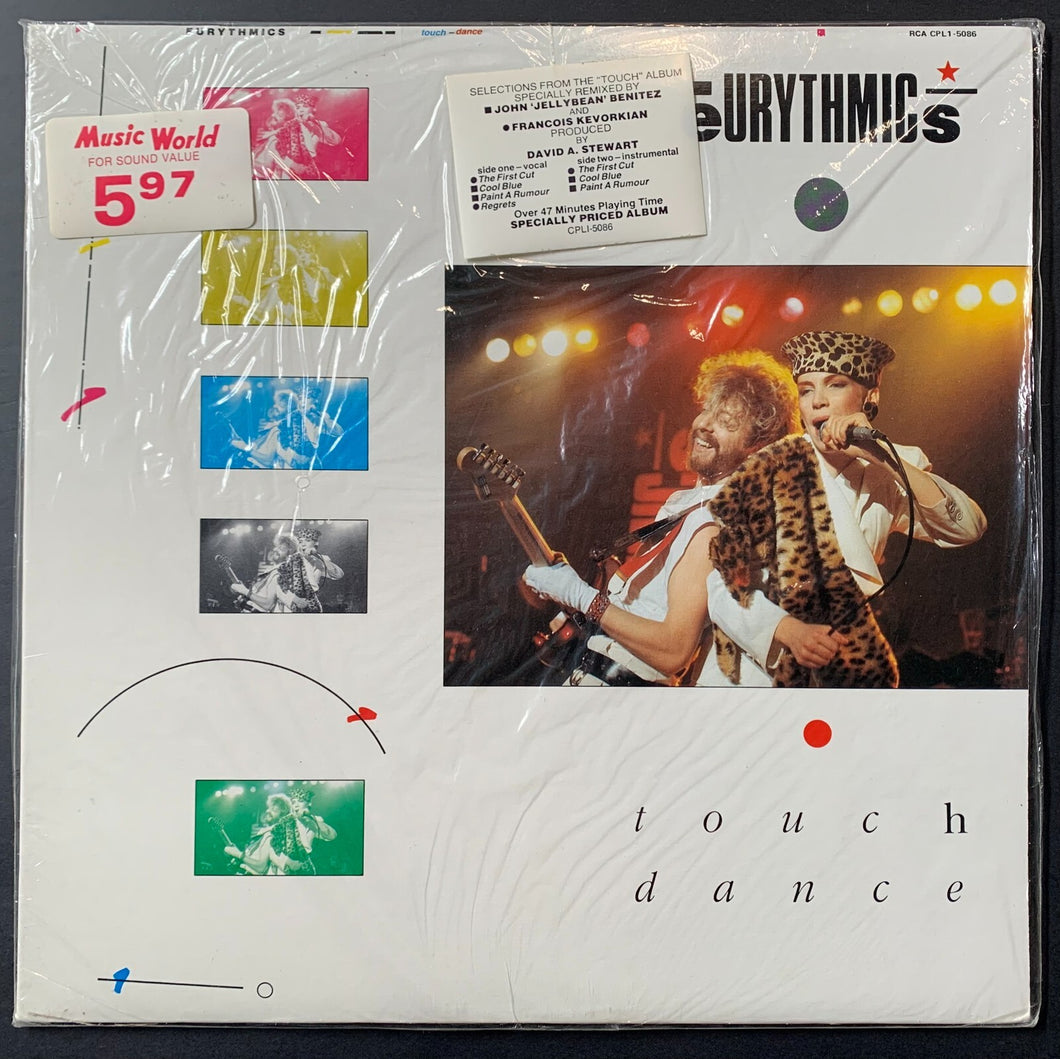 EURYTHMICS
touch – dance
RCA CPL1-5086
Music World
FOR SOUND VALUE
5 97
SELECTIONS FROM THE "TOUCH" ALBUM
SPECIALLY REMIXED BY
■ JOHN 'JELLYBEAN' BENITEZ
AND
● FRANCOIS KEVORKIAN
PRODUCED
BY
DAVID A. STEWART
side one – vocal
● The First Cut
■ Cool Blue
■ Paint A Rumour
● Regrets
side two – instrumental
● The First Cut
■ Cool Blue
■ Paint A Rumour
Over 47 Minutes Playing Time
SPECIALLY PRICED ALBUM
CPLI-5086
eURYTHMICs
touch
dance